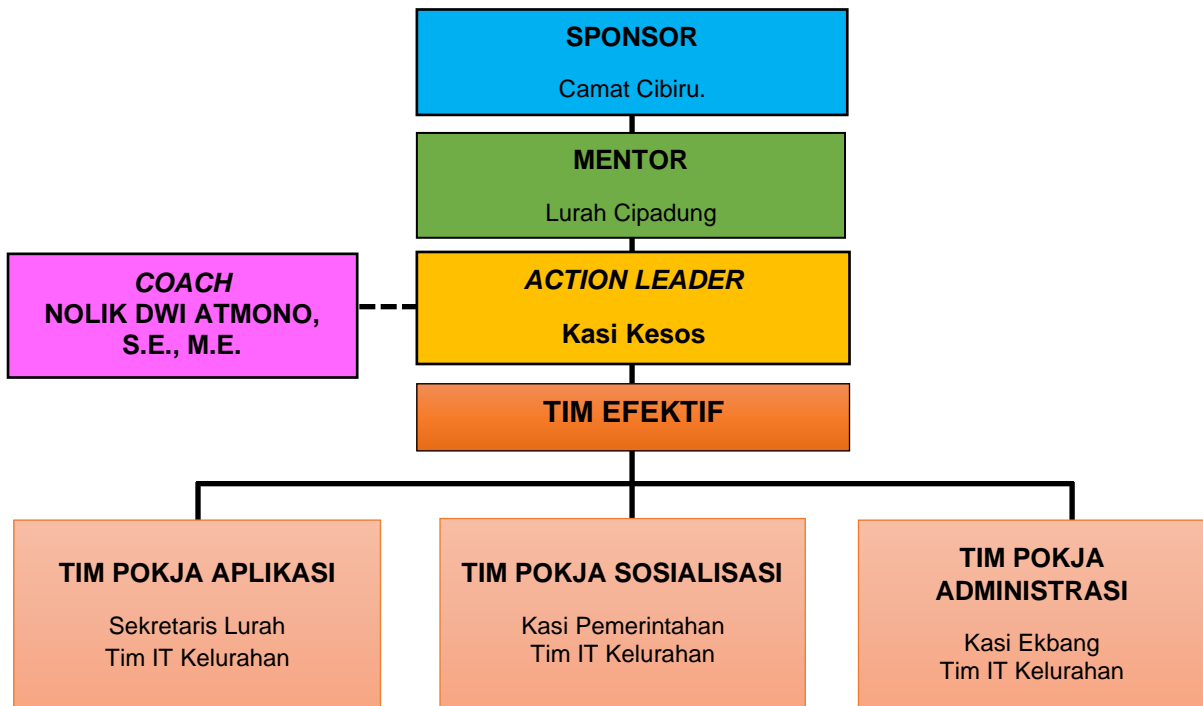 SPONSOR
Camat Cibiru.
MENTOR
Lurah Cipadung
COACH
NOLIK DWI ATMONO,
S.E., M.E.
ACTION LEADER
Kasi Kesos
TIM EFEKTIF
TIM POKJA APLIKASI
Sekretaris Lurah
Tim IT Kelurahan
TIM POKJA SOSIALISASI
Kasi Pemerintahan
Tim IT Kelurahan
TIM POKJA
ADMINISTRASI
Kasi Ekbang
Tim IT Kelurahan